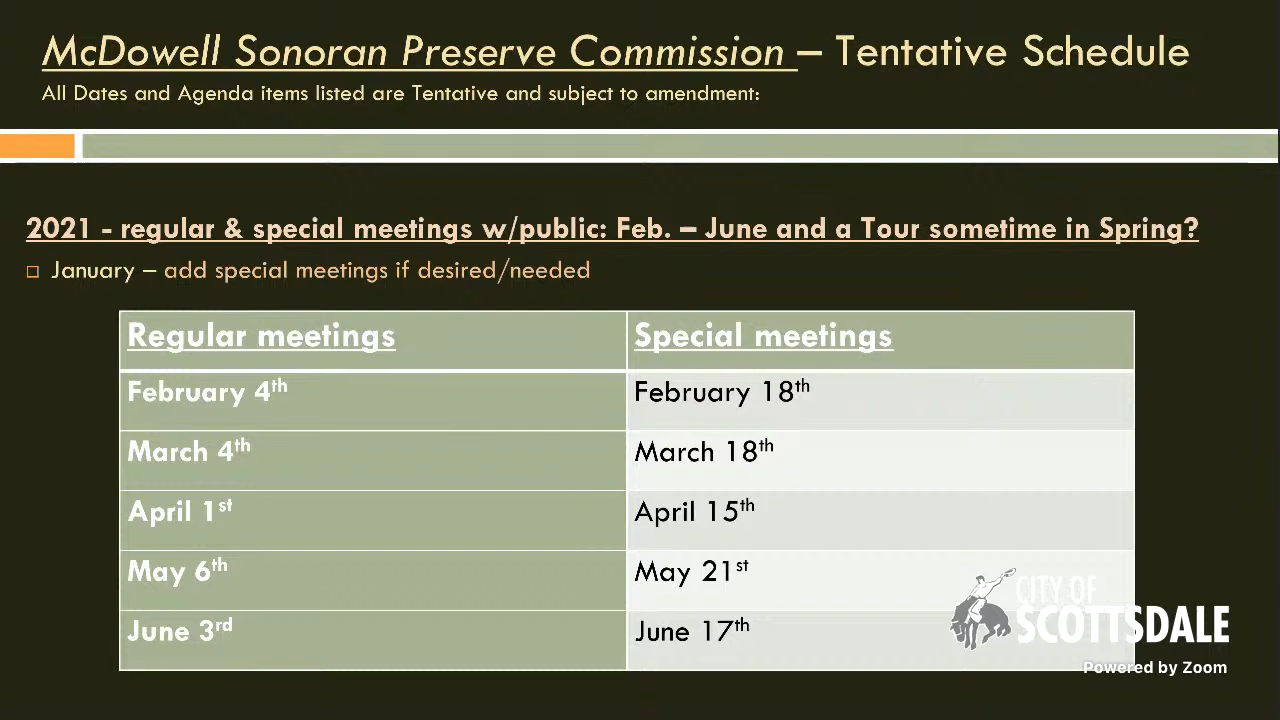 McDowell Sonoran Preserve Commission – Tentative Schedule
All Dates and Agenda items listed are Tentative and subject to amendment:
2021 - regular & special meetings w/public: Feb. – June and a Tour sometime in Spring?
January – add special meetings if desired/needed
Regular meetings Special meetings
February 4th February 18th
March 4th March 18th
April 1st April 15th
May 6th May 21st
June 3rd June 17th
CITY OF
SCOTTSDALE
Powered by Zoom